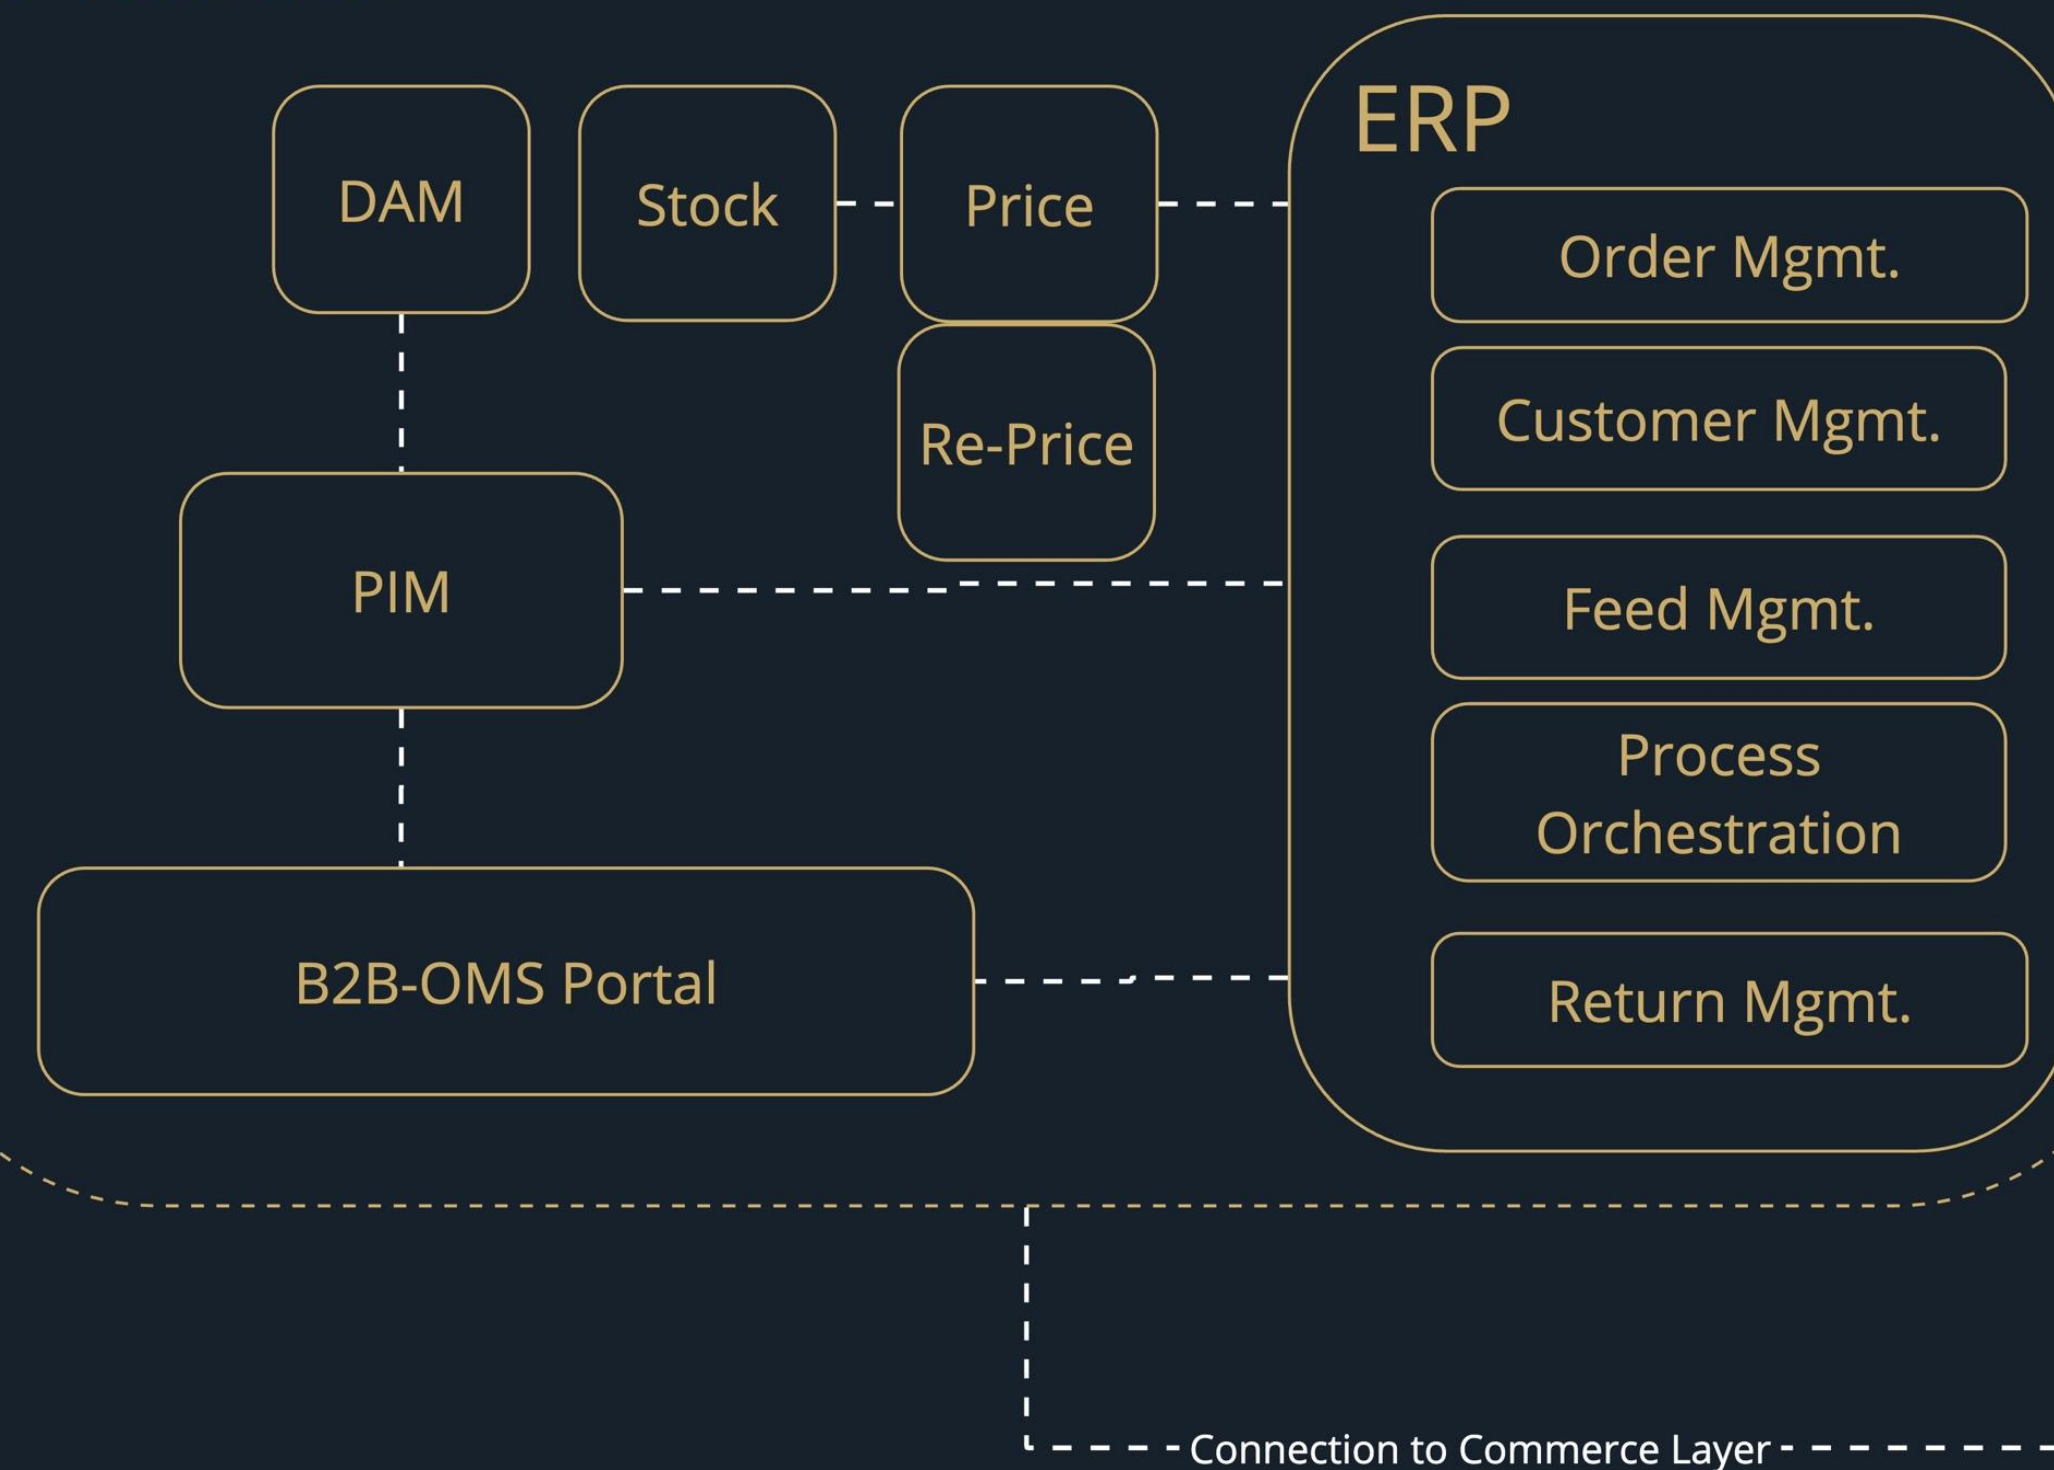 ERP
DAM
Stock
Price
Order Mgmt.
Customer Mgmt.
Re-Price
PIM
Feed Mgmt.
Process
Orchestration
B2B-OMS Portal
Return Mgmt.
Connection to Commerce Layer